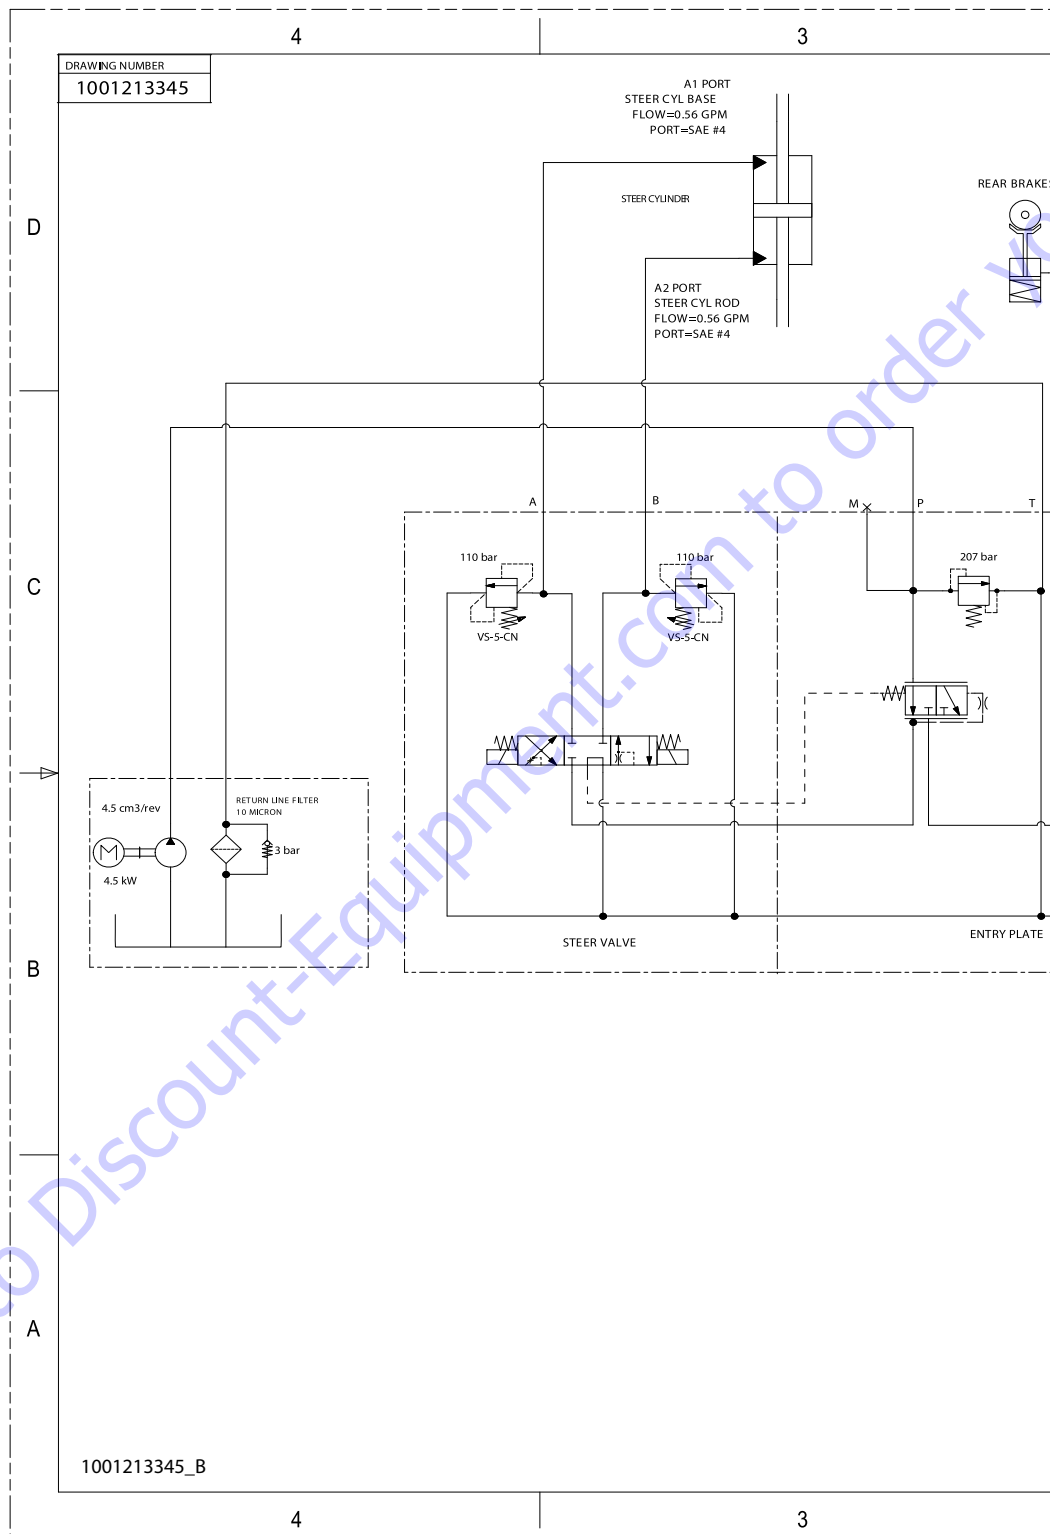 4
3
DRAWING NUMBER
1001213345
A1 PORT
STEER CYL BASE
FLOW=0.56 GPM
PORT=SAE #4
STEER CYLINDER
REAR BRAKES
D
A2 PORT
STEER CYL ROD
FLOW=0.56 GPM
PORT=SAE #4
A
B
M
P
T
110 bar
110 bar
207 bar
C
VS-5-CN
VS-5-CN
4.5 cm3/rev
RETURN LINE FILTER
10 MICRON
M
3 bar
4.5 kW
STEER VALVE
ENTRY PLATE
B
A
1001213345_B
4
3
to Discount-Equipment.com to order yo